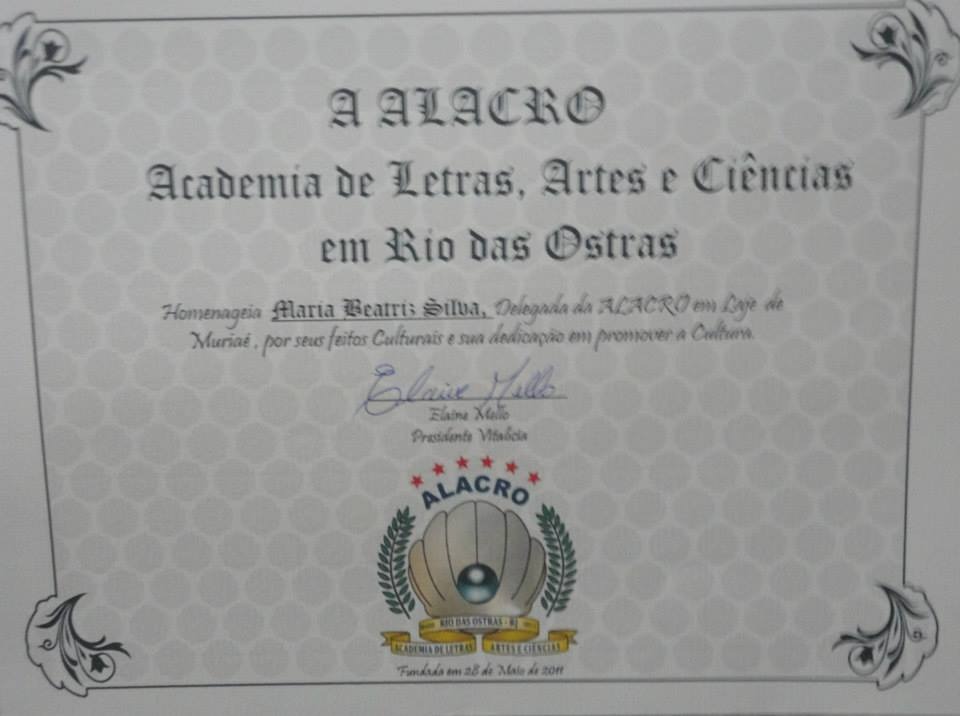 A ALACRO
Academia de Letras, Artes e Ciências
em Rio das Ostras
Homenageia Maria Beatriz Silva, Delegada da ALACRO em Laje de
Muriaé, por seus feitos Culturais e sua dedicação em promover a Cultura.
Elaine Mello
Elaine Mello
Presidente Vitalícia
ALACRO
RIO DAS OSTRAS - RJ
ACADEMIA DE LETRAS ARTES E CIÊNCIAS
Fundada em 28 de Maio de 2011